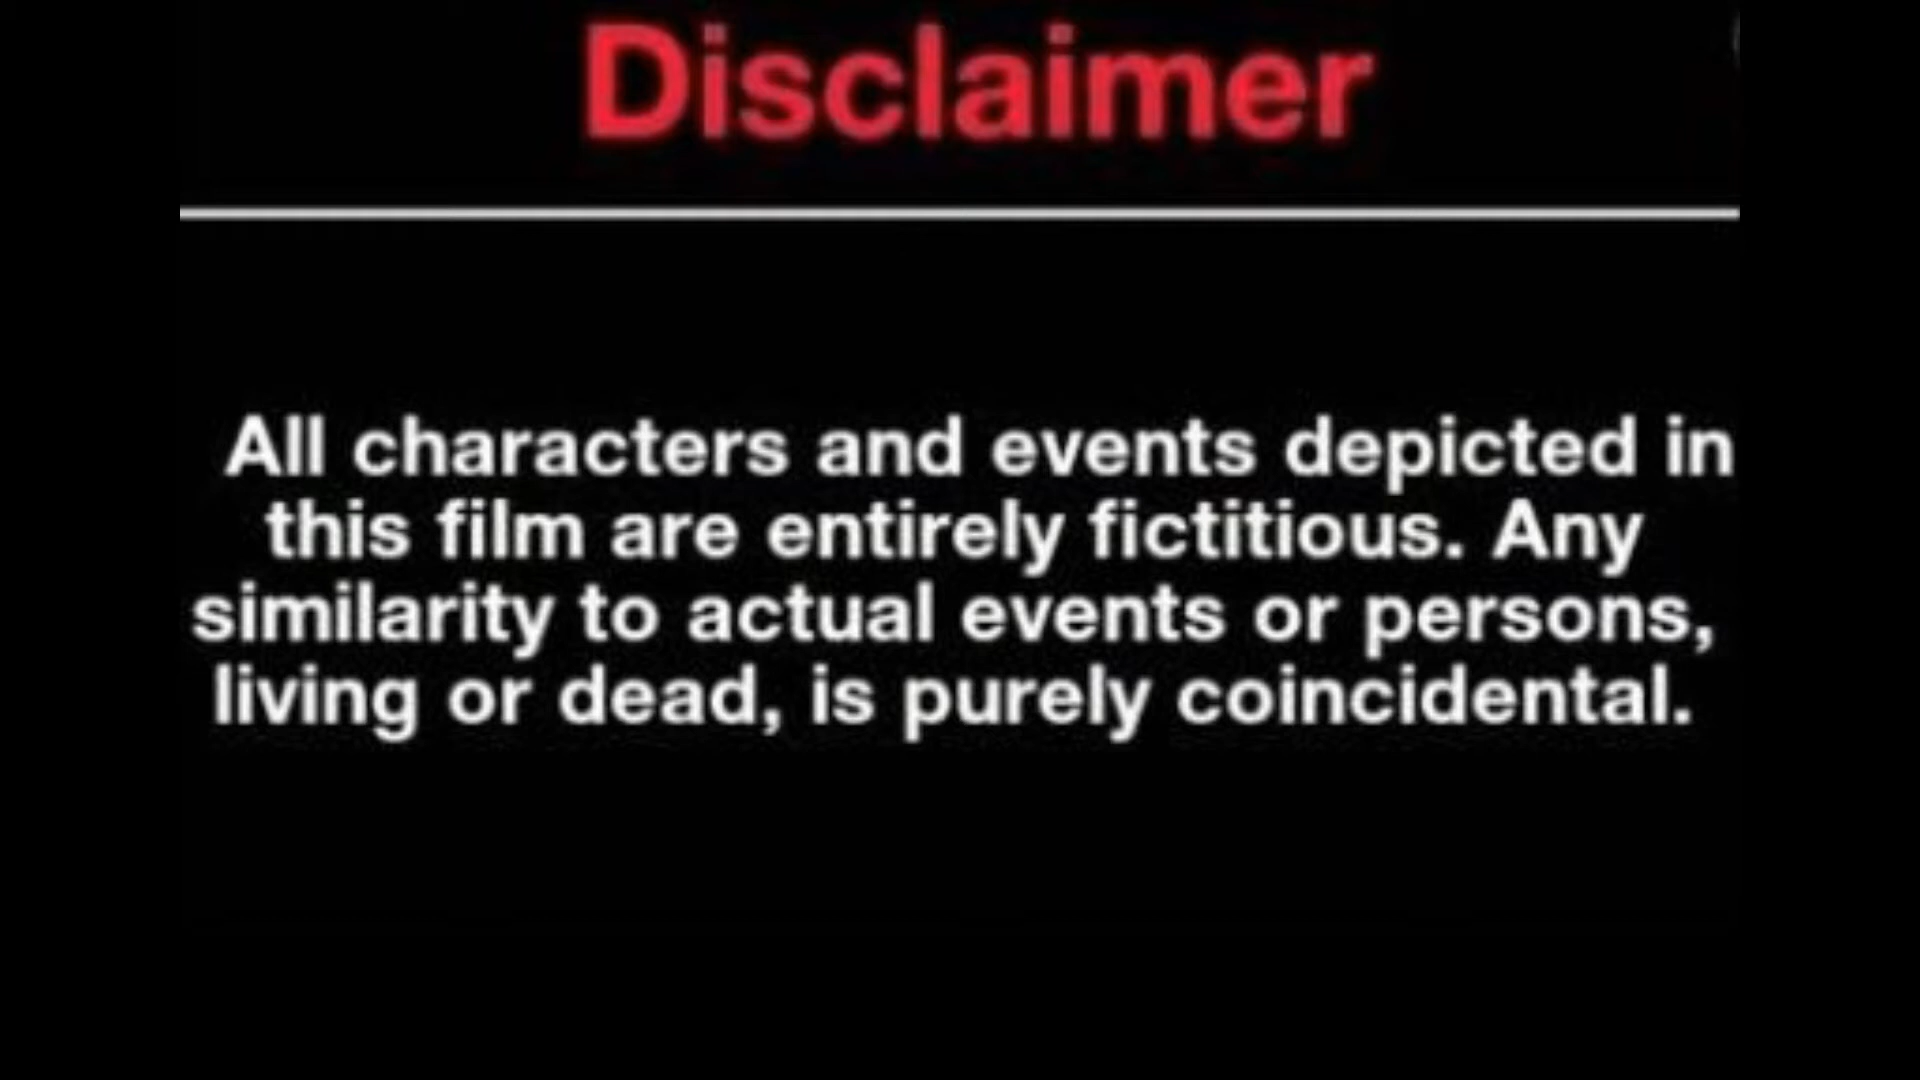 Disclaimer
All characters and events depicted in
this film are entirely fictitious. Any
similarity to actual events or persons,
living or dead, is purely coincidental.